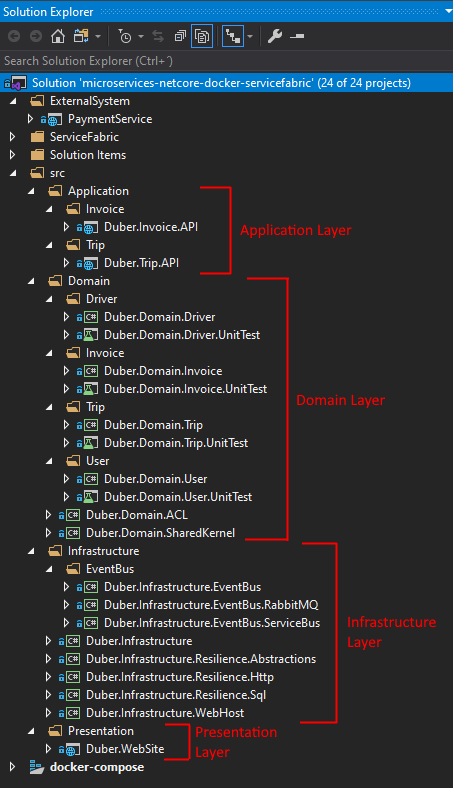 Solution Explorer
Search Solution Explorer (Ctrl+´)
Solution 'microservices-netcore-docker-servicefabric' (24 of 24 projects)
ExternalSystem
PaymentService
ServiceFabric
Solution Items
src
Application
Invoice
Duber.Invoice.API
Application Layer
Trip
Duber.Trip.API
Domain
Driver
Duber.Domain.Driver
Duber.Domain.Driver.UnitTest
Invoice
Duber.Domain.Invoice
Duber.Domain.Invoice.UnitTest
Domain Layer
Trip
Duber.Domain.Trip
Duber.Domain.Trip.UnitTest
User
Duber.Domain.User
Duber.Domain.User.UnitTest
Duber.Domain.ACL
Duber.Domain.SharedKernel
Infrastructure
EventBus
Duber.Infrastructure.EventBus
Duber.Infrastructure.EventBus.RabbitMQ
Duber.Infrastructure.EventBus.ServiceBus
Infrastructure
Layer
Duber.Infrastructure
Duber.Infrastructure.Resilience.Abstractions
Duber.Infrastructure.Resilience.Http
Duber.Infrastructure.Resilience.Sql
Duber.Infrastructure.WebHost
Presentation
Duber.WebSite
Presentation
Layer
docker-compose